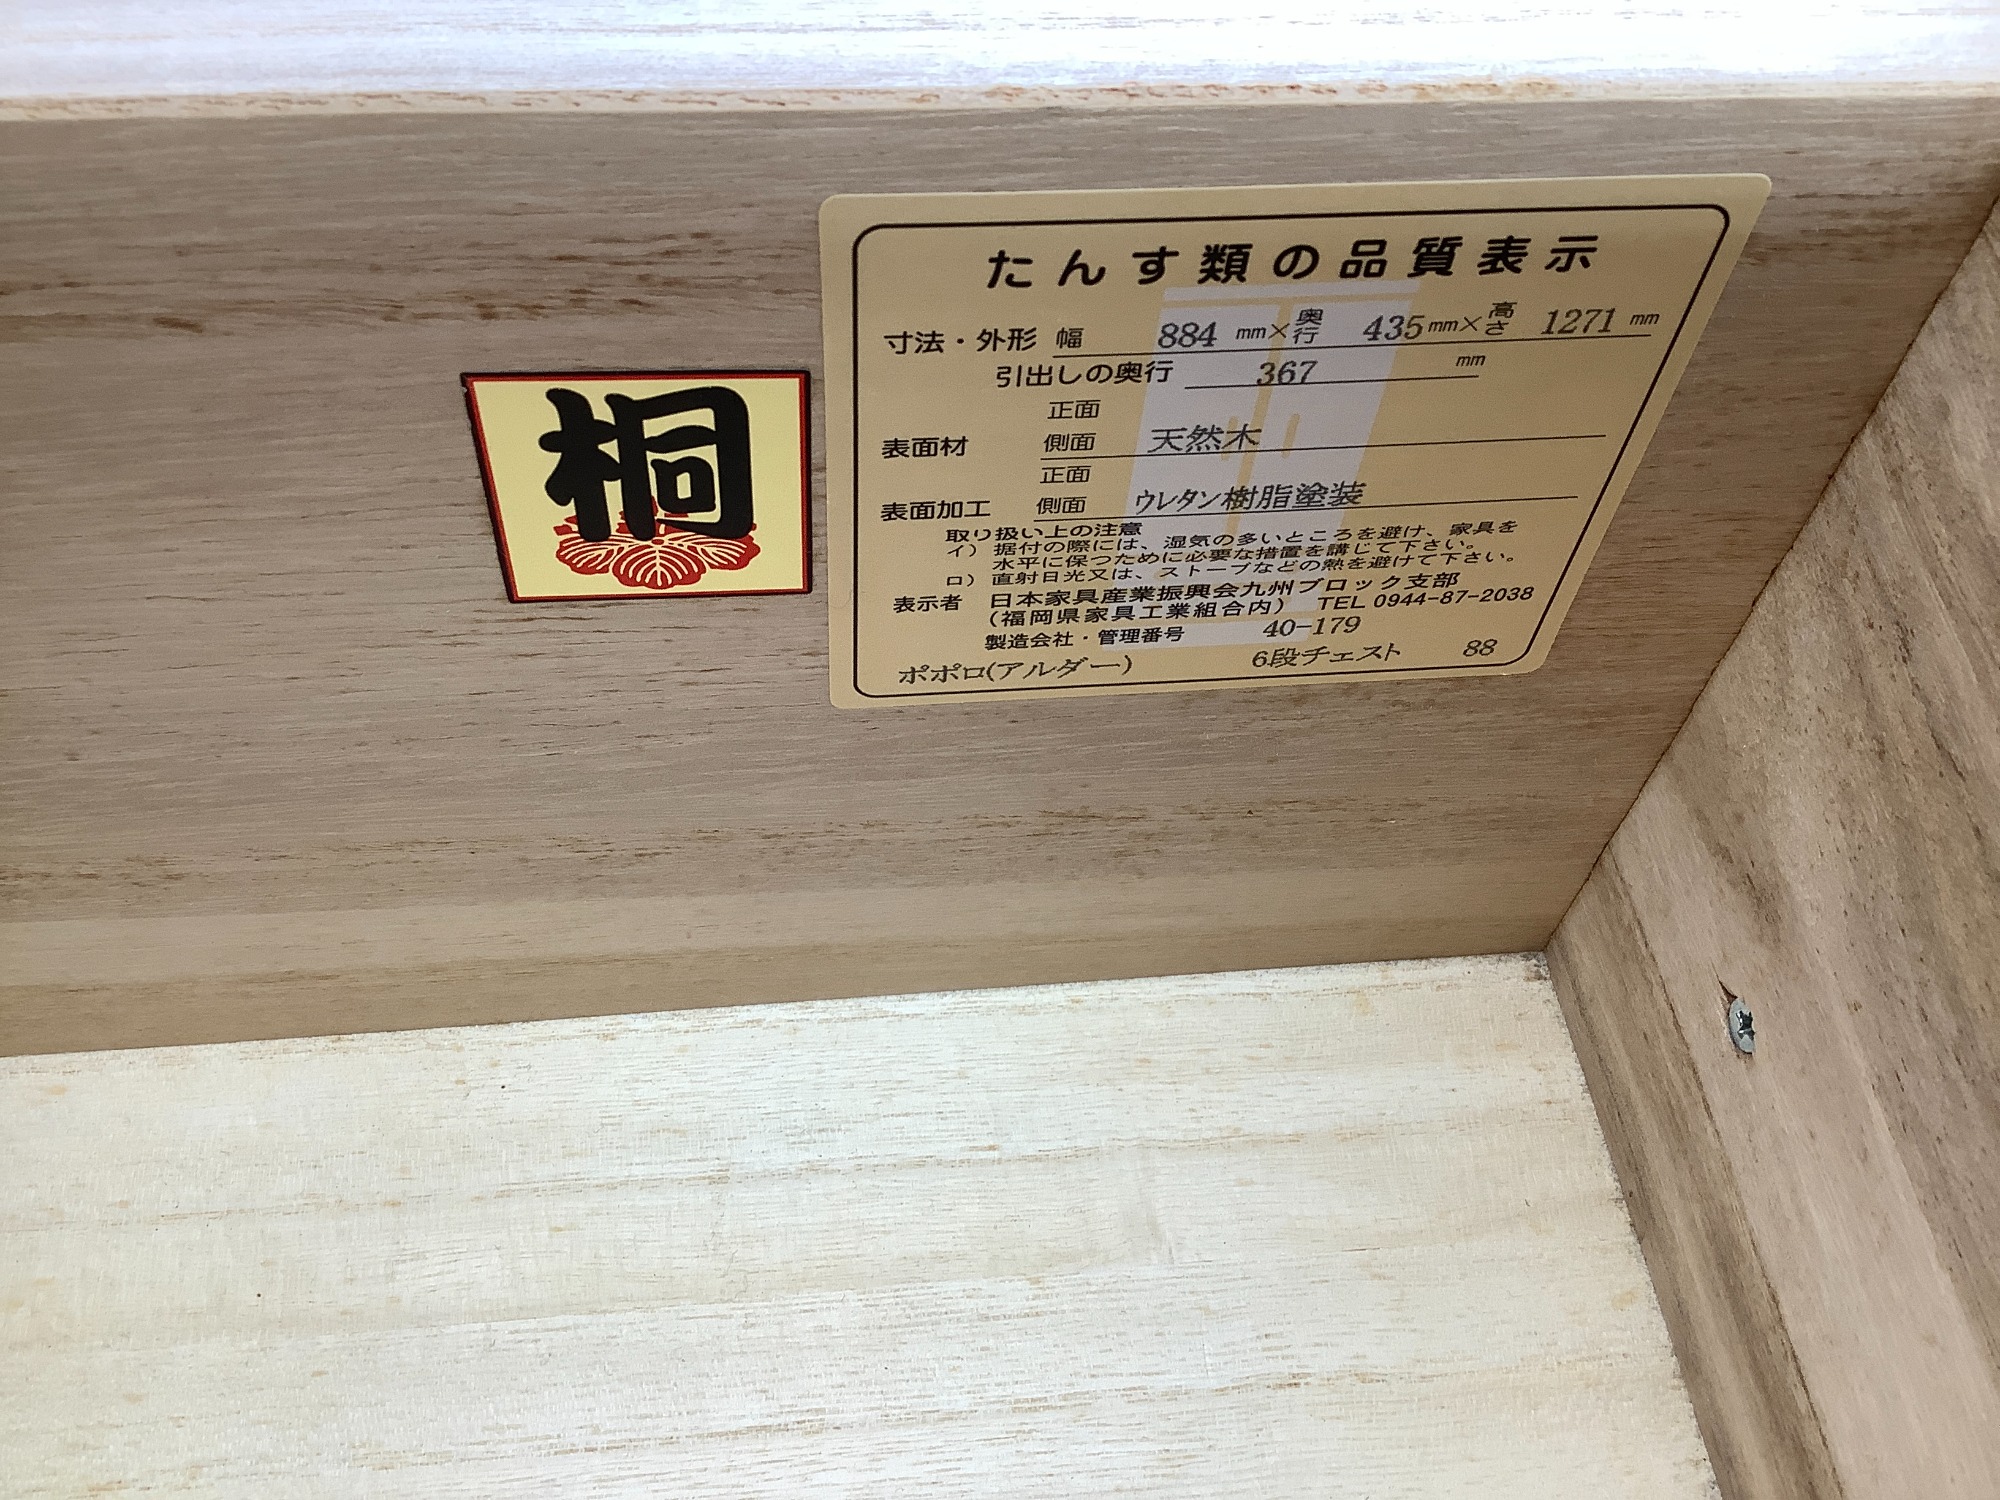 桐
たんす類の品質表示
寸法・外形 幅 884 mm×奥行 435mm×高さ 1271 mm
引出しの奥行 367 mm
正面
表面材 側面 天然木
正面
表面加工 側面 ウレタン樹脂塗装
取り扱い上の注意
イ) 据付の際には、湿気の多いところを避け、家具を
水平に保つために必要な措置を講じて下さい。
ロ) 直射日光又は、ストーブなどの熱を避けて下さい。
表示者 日本家具産業振興会九州ブロック支部
(福岡県家具工業組合内) TEL 0944-87-2038
製造会社・管理番号 40-179
ポポロ(アルダー) 6段チェスト 88